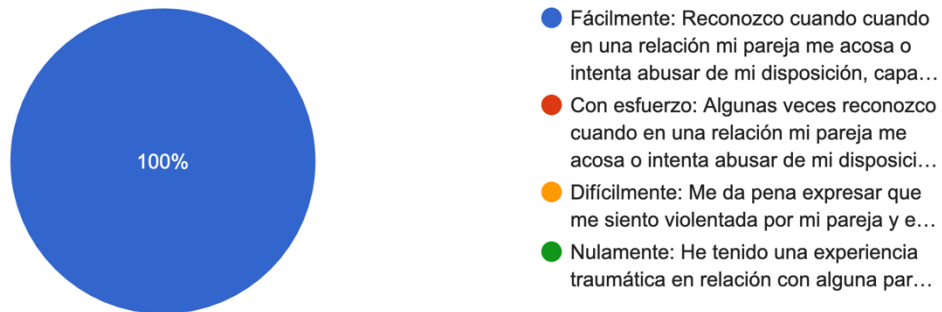 100%
Fácilmente: Reconozco cuando cuando
en una relación mi pareja me acosa o
intenta abusar de mi disposición, capa…
Con esfuerzo: Algunas veces reconozco
cuando en una relación mi pareja me
acosa o intenta abusar de mi disposici…
Difícilmente: Me da pena expresar que
me siento violentada por mi pareja y e…
Nulamente: He tenido una experiencia
traumática en relación con alguna par…